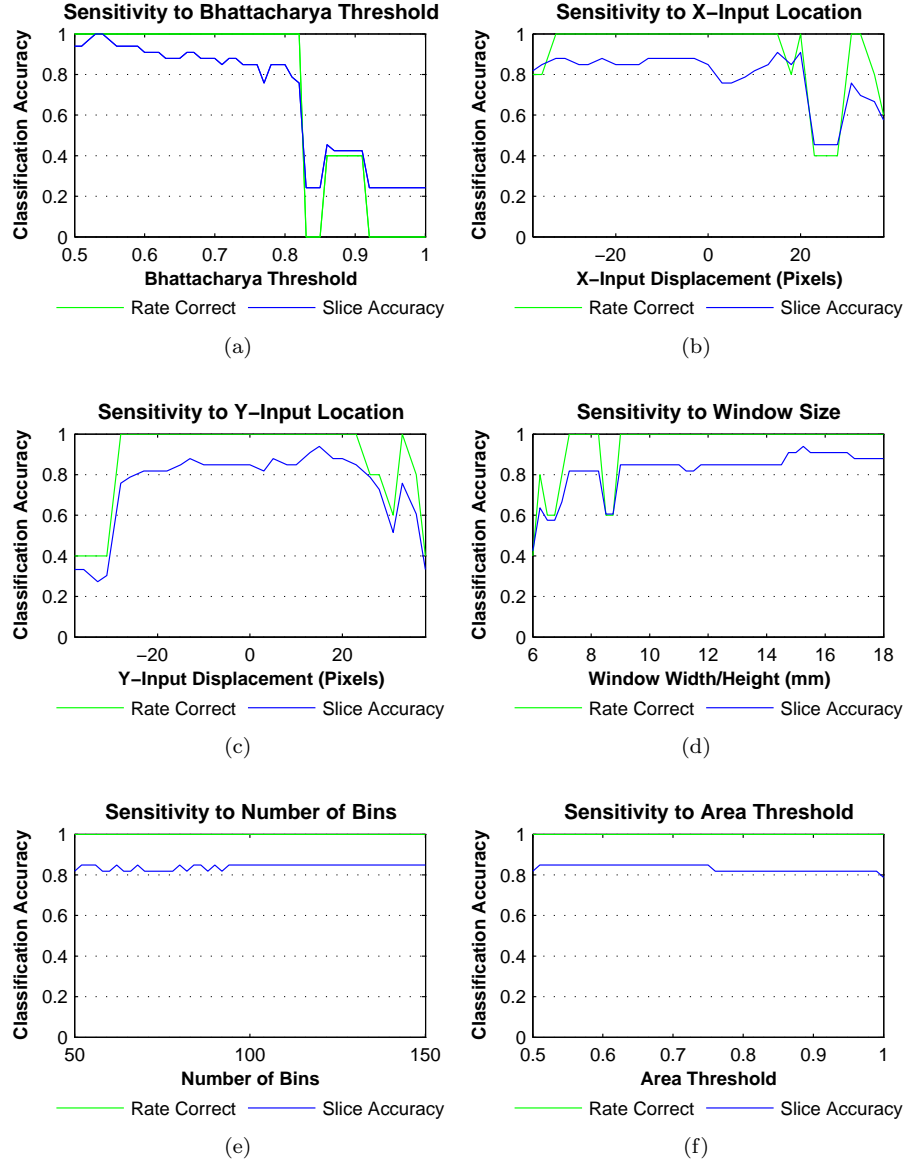 Sensitivity to Bhattacharya Threshold
Classification Accuracy
1
0.8
0.6
0.4
0.2
0
0.5 0.6 0.7 0.8 0.9 1
Bhattacharya Threshold
Rate Correct Slice Accuracy
(a)
Sensitivity to X−Input Location
Classification Accuracy
1
0.8
0.6
0.4
0.2
0
−20 0 20
X−Input Displacement (Pixels)
Rate Correct Slice Accuracy
(b)
Sensitivity to Y−Input Location
Classification Accuracy
1
0.8
0.6
0.4
0.2
0
−20 0 20
Y−Input Displacement (Pixels)
Rate Correct Slice Accuracy
(c)
Sensitivity to Window Size
Classification Accuracy
1
0.8
0.6
0.4
0.2
0
6 8 10 12 14 16 18
Window Width/Height (mm)
Rate Correct Slice Accuracy
(d)
Sensitivity to Number of Bins
Classification Accuracy
1
0.8
0.6
0.4
0.2
0
50 100 150
Number of Bins
Rate Correct Slice Accuracy
(e)
Sensitivity to Area Threshold
Classification Accuracy
1
0.8
0.6
0.4
0.2
0
0.5 0.6 0.7 0.8 0.9 1
Area Threshold
Rate Correct Slice Accuracy
(f)